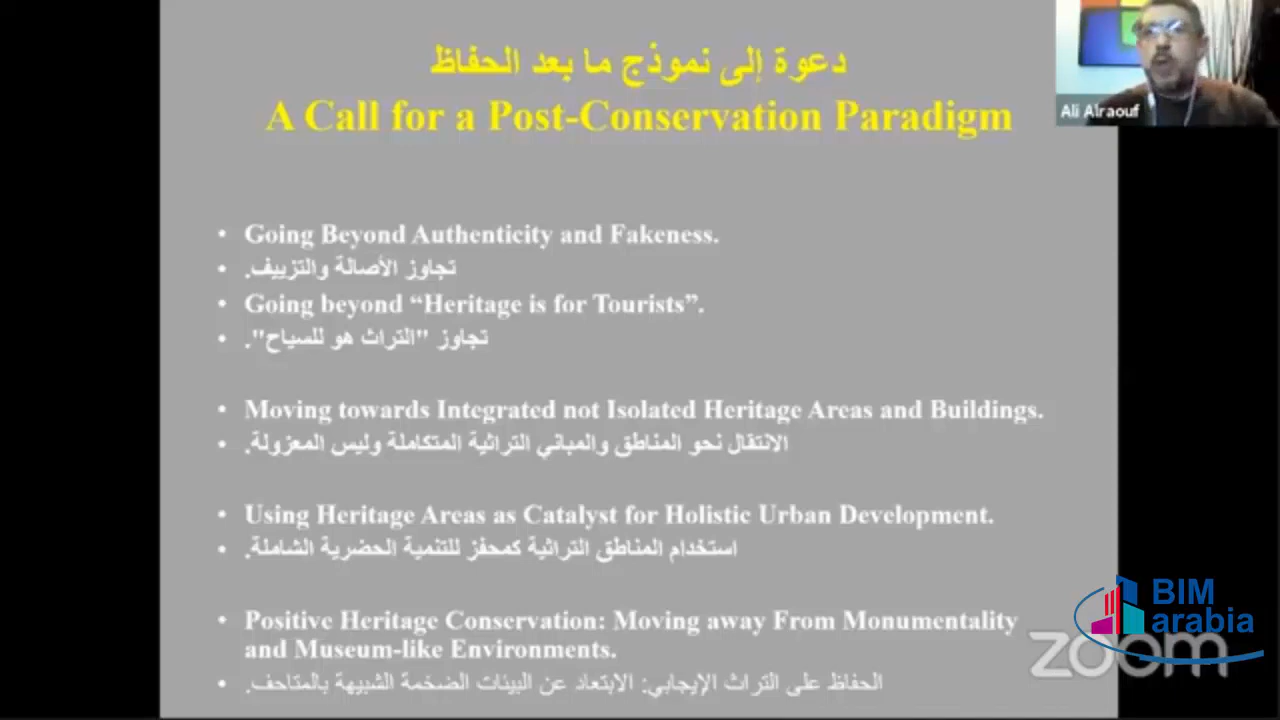 دعوة إلى نموذج ما بعد الحفاظ
A Call for a Post-Conservation Paradigm
Ali Alraouf
• Going Beyond Authenticity and Fakeness.
• تجاوز الأصالة والتزييف.
• Going beyond “Heritage is for Tourists”.
• تجاوز "التراث هو للسياح".
• Moving towards Integrated not Isolated Heritage Areas and Buildings.
• الانتقال نحو المناطق والمباني التراثية المتكاملة وليس المعزولة.
• Using Heritage Areas as Catalyst for Holistic Urban Development.
• استخدام المناطق التراثية كمحفز للتنمية الحضرية الشاملة.
• Positive Heritage Conservation: Moving away From Monumentality
and Museum-like Environments.
• الحفاظ على التراث الإيجابي: الابتعاد عن البيئات الضخمة الشبيهة بالمتاحف.
BIM
arabia
zoom